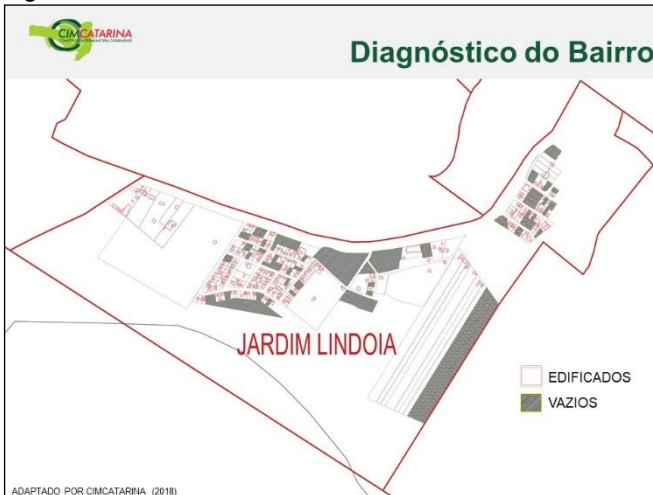 CIMCATARINA
Diagnóstico do Bairro
JARDIM LINDOIA
EDIFICADOS
VAZIOS
ADAPTADO POR CIMCATARINA (2018)